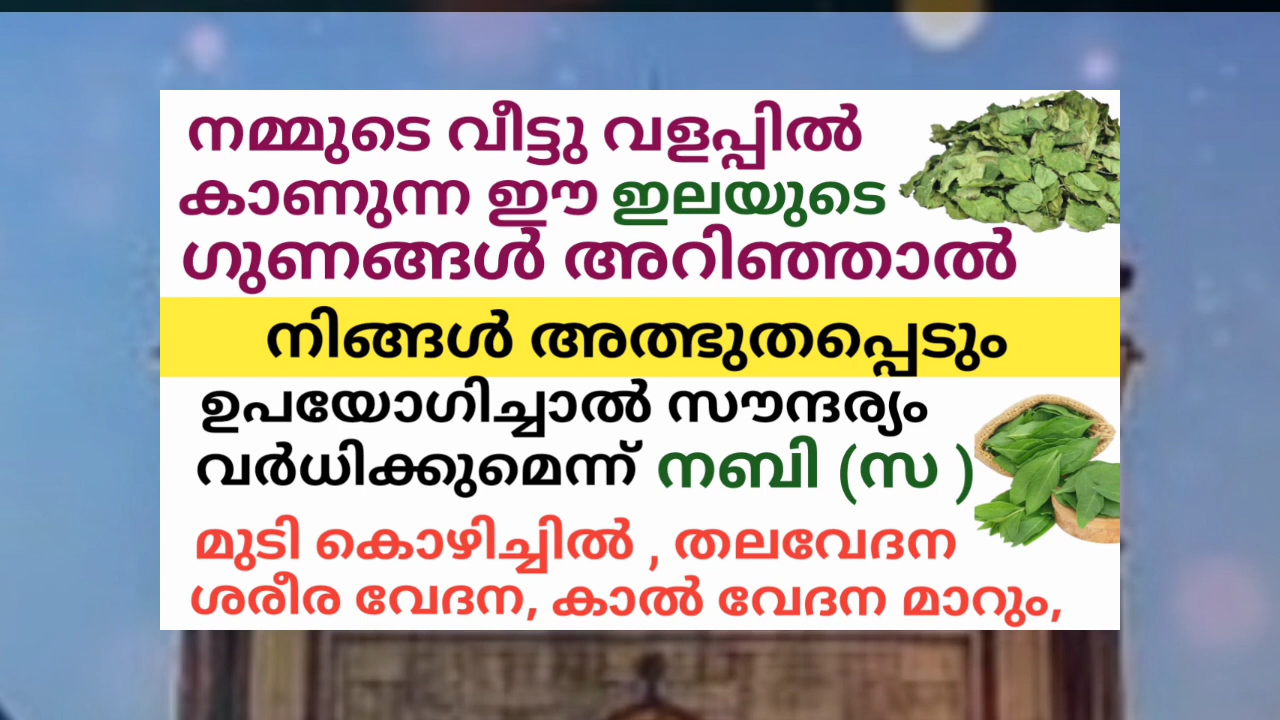 നമ്മുടെ വീട്ടു വളപ്പിൽ
കാണുന്ന ഈ ഇലയുടെ
ഗുണങ്ങൾ അറിഞ്ഞാൽ
നിങ്ങൾ അത്ഭുതപ്പെടും
ഉപയോഗിച്ചാൽ സൗന്ദര്യം
വർധിക്കുമെന്ന് നബി (സ )
മുടി കൊഴിച്ചിൽ , തലവേദന
ശരീര വേദന, കാൽ വേദന മാറും,